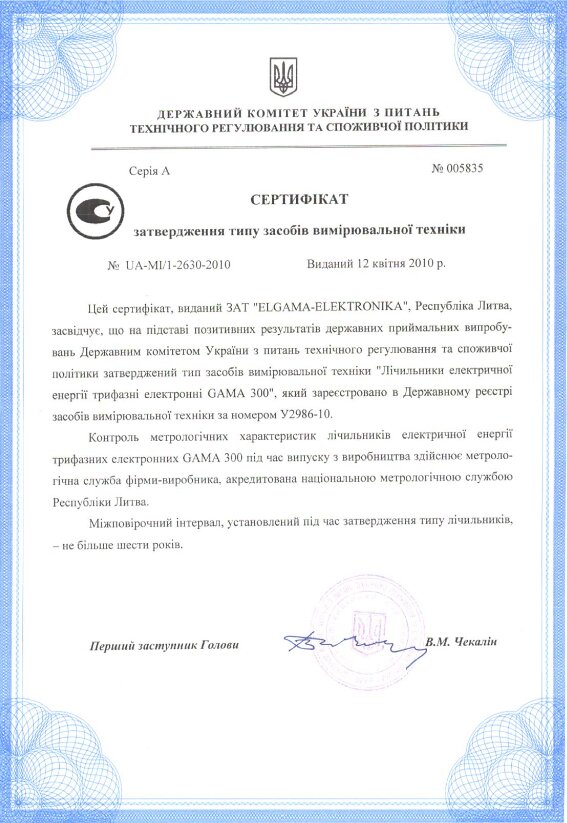 ДЕРЖАВНИЙ КОМІТЕТ УКРАЇНИ З ПИТАНЬ
ТЕХНІЧНОГО РЕГУЛЮВАННЯ ТА СПОЖИВЧОЇ ПОЛІТИКИ
Серія А № 005835
СЕРТИФІКАТ
затвердження типу засобів вимірювальної техніки
№ UA-MI/1-2630-2010 Виданий 12 квітня 2010 р.
Цей сертифікат, виданий ЗАТ "ELGAMA-ELEKTRONIKA", Республіка Литва,
засвідчує, що на підставі позитивних результатів державних приймальних випробу-
вань Державним комітетом України з питань технічного регулювання та споживчої
політики затверджений тип засобів вимірювальної техніки "Лічильники електричної
енергії трифазні електронні GAMA 300", який зареєстровано в Державному реєстрі
засобів вимірювальної техніки за номером У2986-10.
Контроль метрологічних характеристик лічильників електричної енергії
трифазних електронних GAMA 300 під час випуску з виробництва здійснює метроло-
гічна служба фірми-виробника, акредитована національною метрологічною службою
Республіки Литва.
Міжповірочний інтервал, установлений під час затвердження типу лічильників,
– не більше шести років.
Перший заступник Голови В.М. Чекалін